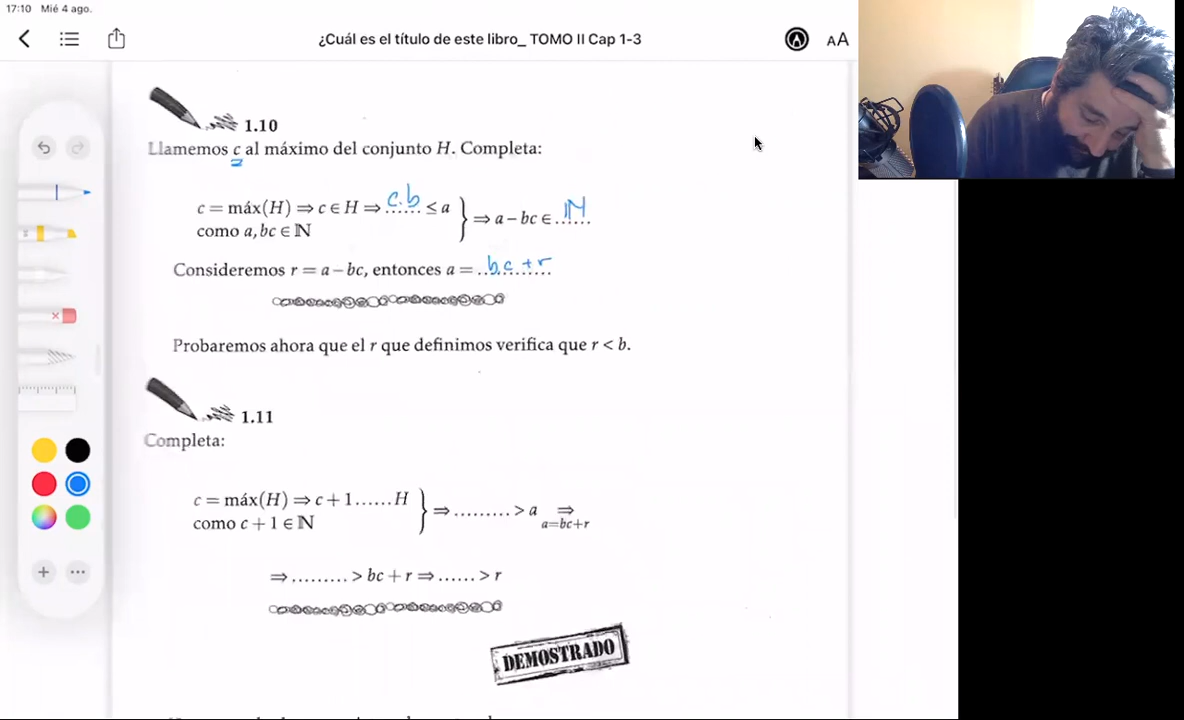 17:10 Mié 4 ago.
¿Cuál es el título de este libro_ TOMO II Cap 1-3
AA
1.10
Llamemos c al máximo del conjunto H. Completa:
c = máx(H) ⇒ c ∈ H ⇒ c.b ≤ a
como a, bc ∈ ℕ
} ⇒ a − bc ∈ ℕ
Consideremos r = a − bc, entonces a = bc + r
Probaremos ahora que el r que definimos verifica que r < b.
1.11
Completa:
c = máx(H) ⇒ c + 1 ...... H
como c + 1 ∈ ℕ
} ⇒ ......... > a ⇒
a=bc+r
⇒ ......... > bc + r ⇒ ...... > r
DEMOSTRADO